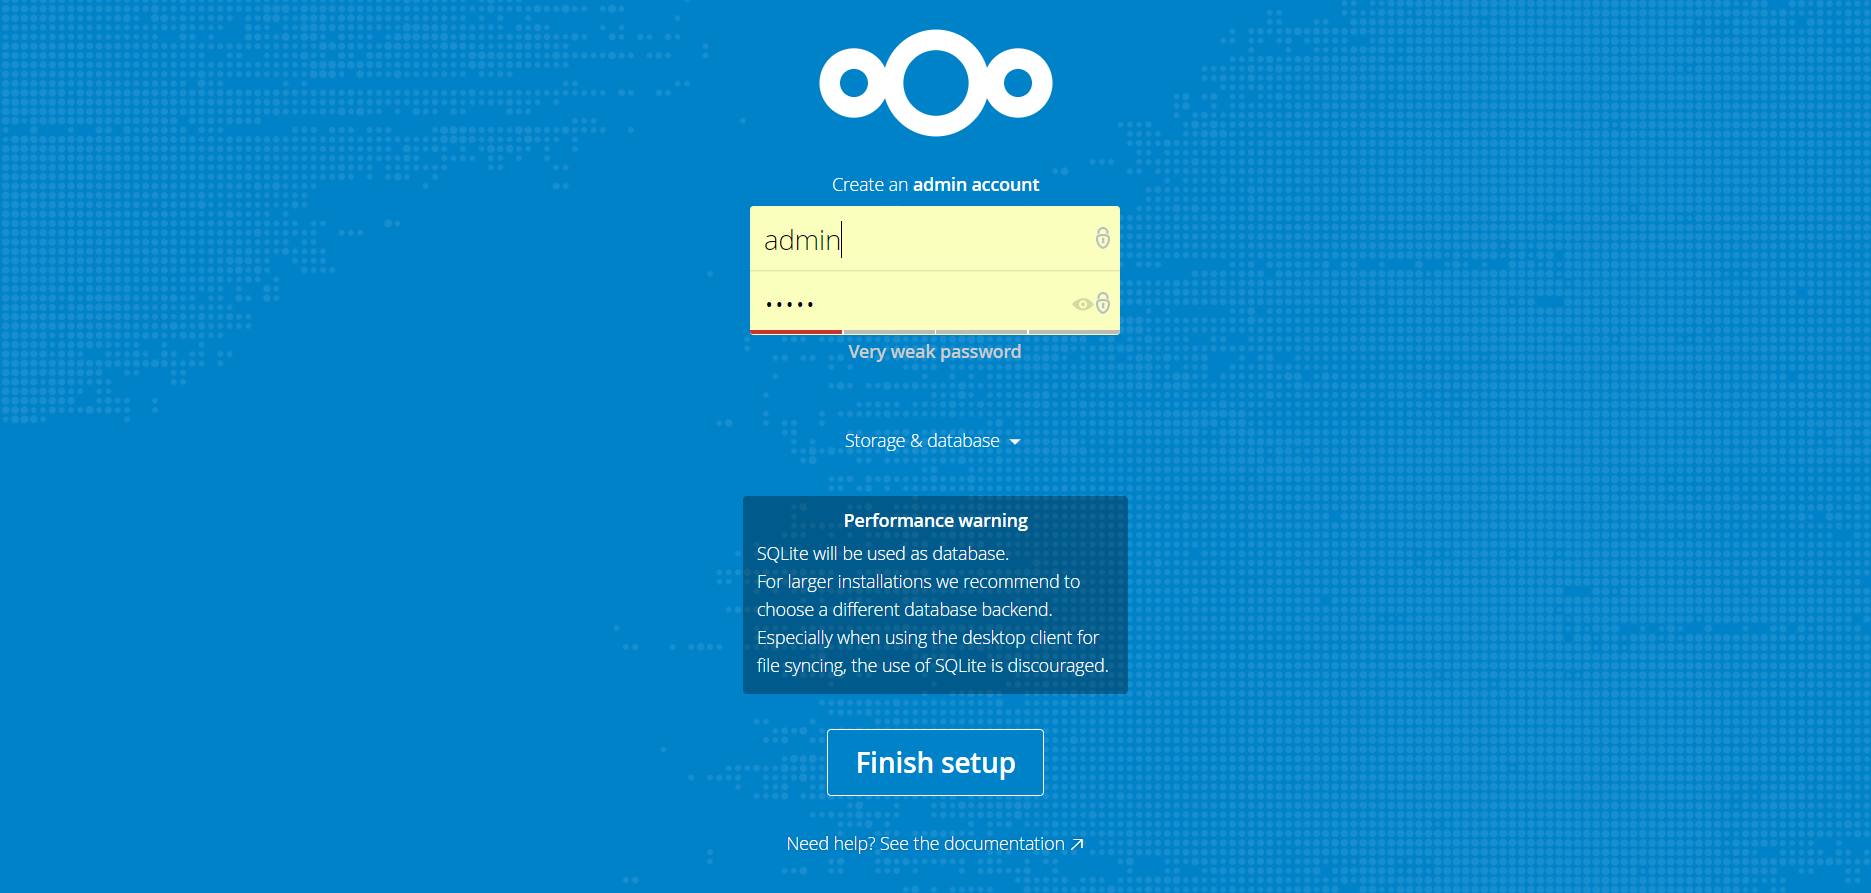 Create an admin account
admin
•••••
Very weak password
Storage & database
Performance warning
SQLite will be used as database.
For larger installations we recommend to
choose a different database backend.
Especially when using the desktop client for
file syncing, the use of SQLite is discouraged.
Finish setup
Need help? See the documentation ↗